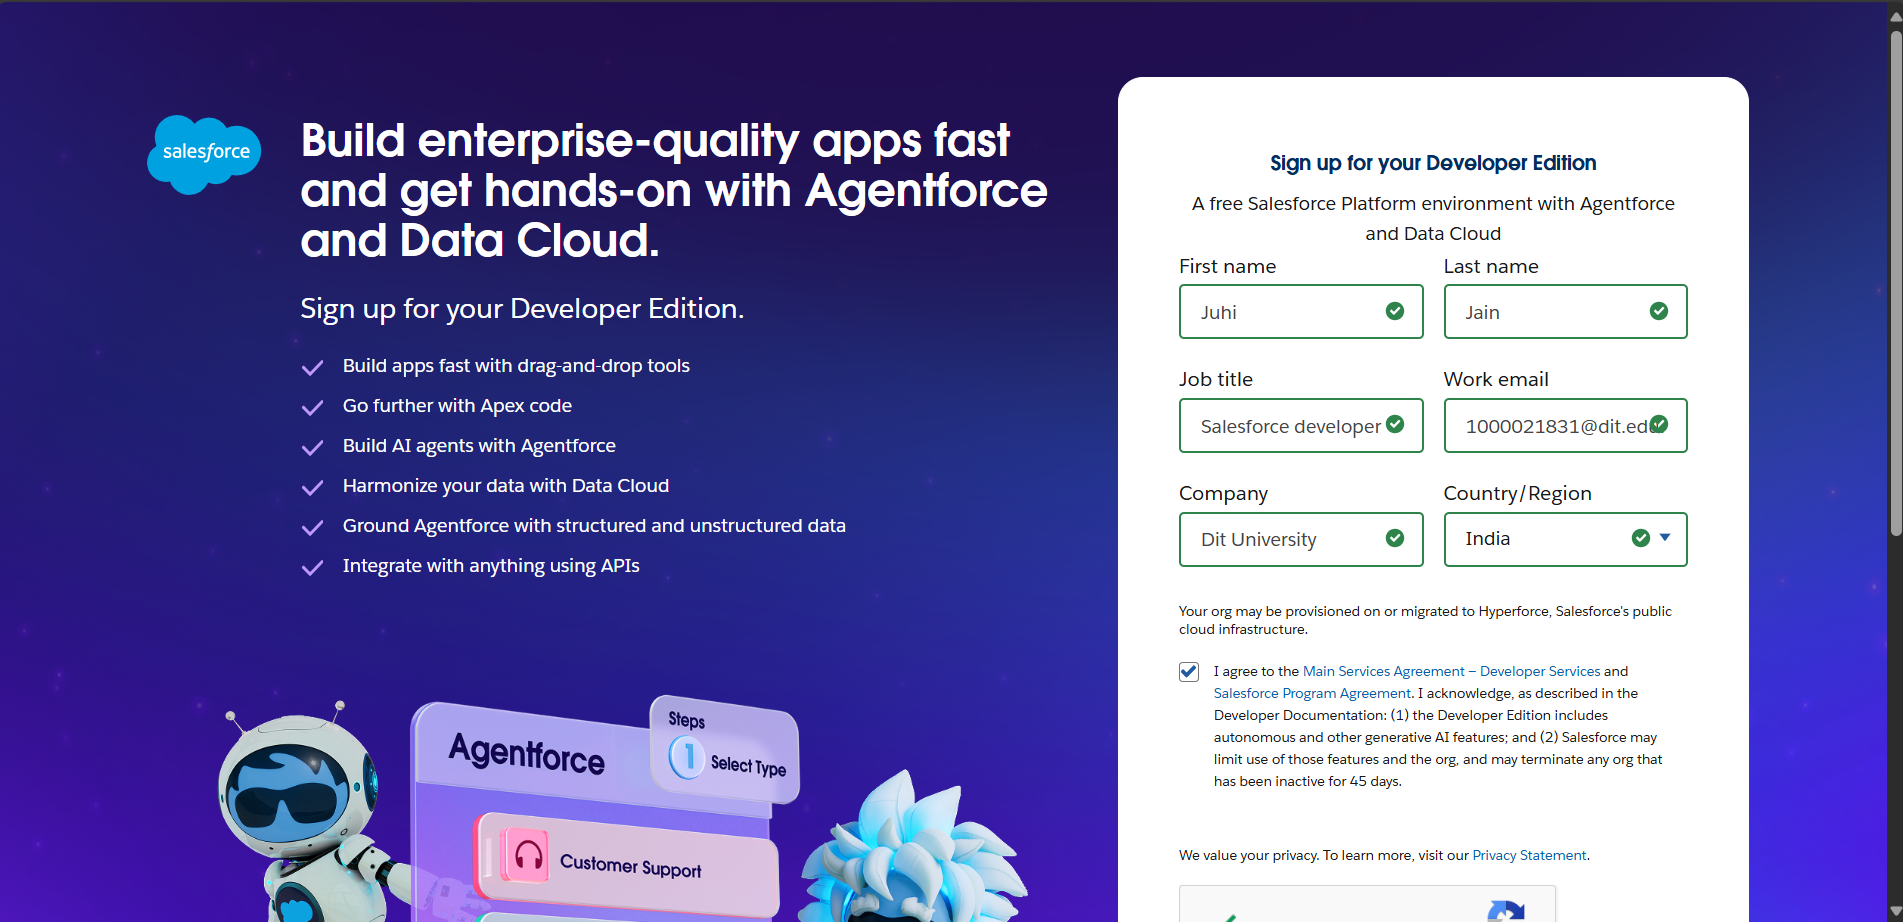 salesforce
Build enterprise-quality apps fast
and get hands-on with Agentforce
and Data Cloud.
Sign up for your Developer Edition.
Build apps fast with drag-and-drop tools
Go further with Apex code
Build AI agents with Agentforce
Harmonize your data with Data Cloud
Ground Agentforce with structured and unstructured data
Integrate with anything using APIs
Agentforce
Steps
1
Select Type
Customer Support
Sign up for your Developer Edition
A free Salesforce Platform environment with Agentforce
and Data Cloud
First name
Last name
Juhi
Jain
Job title
Work email
Salesforce developer
1000021831@dit.edu
Company
Country/Region
Dit University
India
Your org may be provisioned on or migrated to Hyperforce, Salesforce's public
cloud infrastructure.
I agree to the Main Services Agreement – Developer Services and
Salesforce Program Agreement. I acknowledge, as described in the
Developer Documentation: (1) the Developer Edition includes
autonomous and other generative AI features; and (2) Salesforce may
limit use of those features and the org, and may terminate any org that
has been inactive for 45 days.
We value your privacy. To learn more, visit our Privacy Statement.